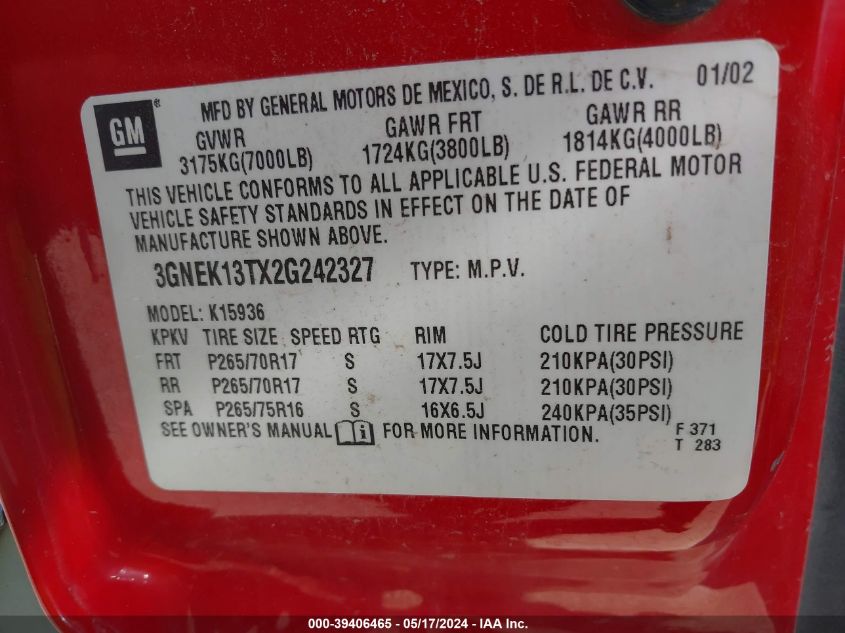 MFD BY GENERAL MOTORS DE MEXICO, S. DE R.L. DE C.V. 01/02
GM®
GVWR GAWR FRT GAWR RR
3175KG(7000LB) 1724KG(3800LB) 1814KG(4000LB)
THIS VEHICLE CONFORMS TO ALL APPLICABLE U.S. FEDERAL MOTOR
VEHICLE SAFETY STANDARDS IN EFFECT ON THE DATE OF
MANUFACTURE SHOWN ABOVE.
3GNEK13TX2G242327 TYPE: M.P.V.
MODEL: K15936
KPKV TIRE SIZE SPEED RTG RIM COLD TIRE PRESSURE
FRT P265/70R17 S 17X7.5J 210KPA(30PSI)
RR P265/70R17 S 17X7.5J 210KPA(30PSI)
SPA P265/75R16 S 16X6.5J 240KPA(35PSI)
SEE OWNER'S MANUAL i FOR MORE INFORMATION. F 371
T 283
000-39406465 - 05/17/2024 - IAA Inc.